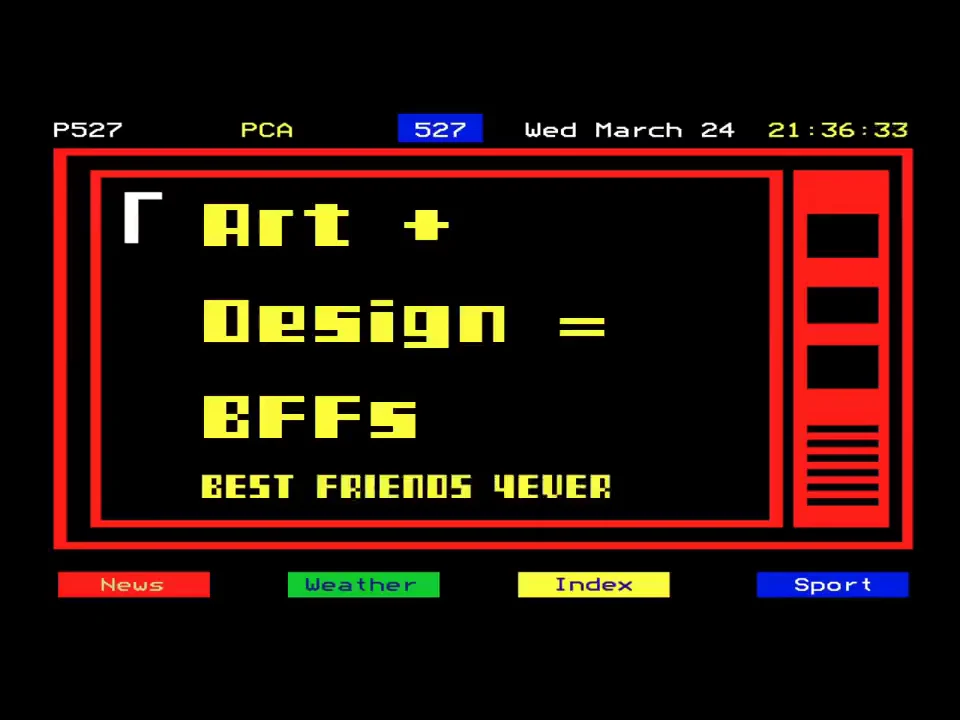 P527 PCA 527 Wed March 24 21:36:33
Art +
Design =
BFFs
BEST FRIENDS 4EVER
News Weather Index Sport